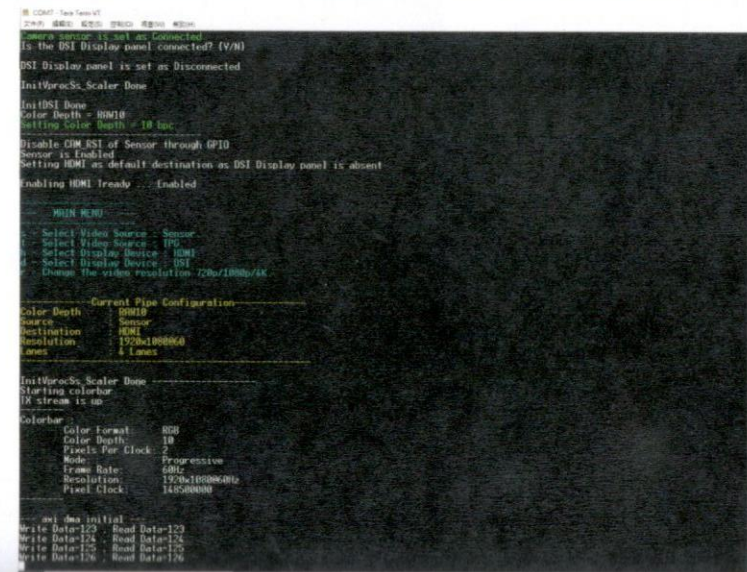 COM7 - Tera Term VT
Camera sensor is set as Connected
Is the DSI Display panel connected? (Y/N)
DSI Display panel is set as Disconnected
InitVprocSs_Scaler Done
InitDSI Done
Color Depth = RAW10
Setting Color Depth = 10 bpc
Disable CAM_RST of Sensor through GPIO
Sensor is Enabled
Setting HDMI as default destination as DSI Display panel is absent
Enabling HDMI Tready ... Enabled
MAIN MENU
s - Select Video Source : Sensor
t - Select Video Source : TPG
h - Select Display Device : HDMI
d - Select Display Device : DSI
r - Change the video resolution 720p/1080p/4K
-------------Current Pipe Configuration-------------
Color Depth : RAW10
Source : Sensor
Destination : HDMI
Resolution : 1920x1080@60
Lanes : 4 Lanes
InitVprocSs_Scaler Done
Starting colorbar
TX stream is up
Colorbar :
Color Format: RGB
Color Depth: 10
Pixels Per Clock: 2
Mode: Progressive
Frame Rate: 60Hz
Resolution: 1920x1080@60Hz
Pixel Clock: 148500000
--- axi dma initial
Write Data-123 , Read Data-123
Write Data-124 , Read Data-124
Write Data-125 , Read Data-125
Write Data-126 , Read Data-126